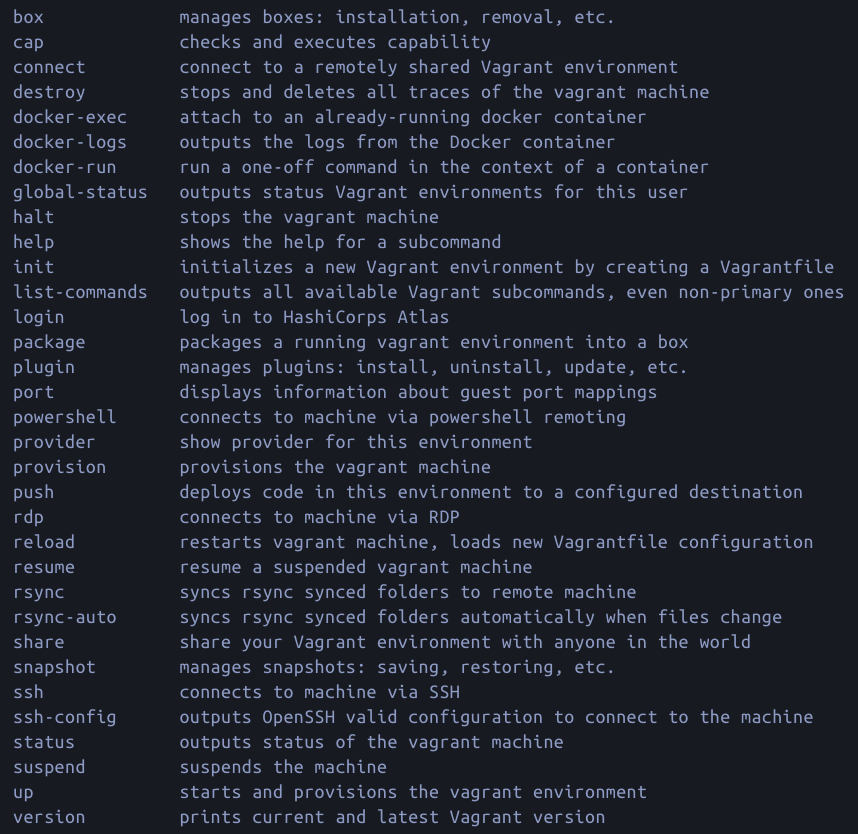 box             manages boxes: installation, removal, etc.
cap             checks and executes capability
connect         connect to a remotely shared Vagrant environment
destroy         stops and deletes all traces of the vagrant machine
docker-exec     attach to an already-running docker container
docker-logs     outputs the logs from the Docker container
docker-run      run a one-off command in the context of a container
global-status   outputs status Vagrant environments for this user
halt            stops the vagrant machine
help            shows the help for a subcommand
init            initializes a new Vagrant environment by creating a Vagrantfile
list-commands   outputs all available Vagrant subcommands, even non-primary ones
login           log in to HashiCorps Atlas
package         packages a running vagrant environment into a box
plugin          manages plugins: install, uninstall, update, etc.
port            displays information about guest port mappings
powershell      connects to machine via powershell remoting
provider        show provider for this environment
provision       provisions the vagrant machine
push            deploys code in this environment to a configured destination
rdp             connects to machine via RDP
reload          restarts vagrant machine, loads new Vagrantfile configuration
resume          resume a suspended vagrant machine
rsync           syncs rsync synced folders to remote machine
rsync-auto      syncs rsync synced folders automatically when files change
share           share your Vagrant environment with anyone in the world
snapshot        manages snapshots: saving, restoring, etc.
ssh             connects to machine via SSH
ssh-config      outputs OpenSSH valid configuration to connect to the machine
status          outputs status of the vagrant machine
suspend         suspends the machine
up              starts and provisions the vagrant environment
version         prints current and latest Vagrant version